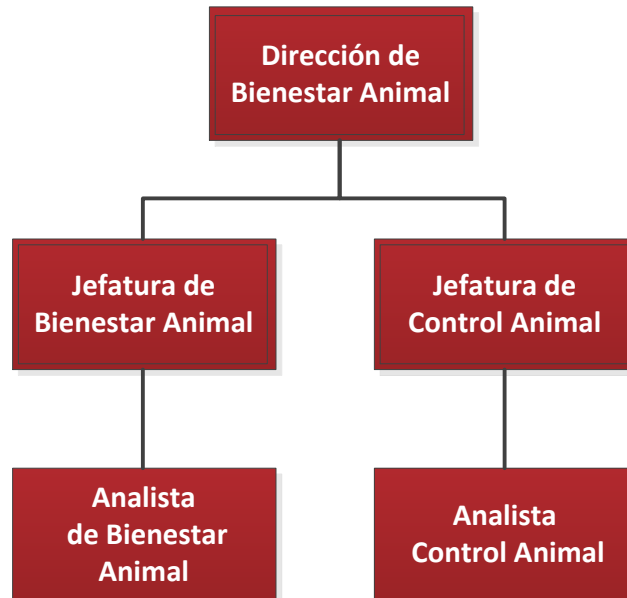 Dirección de
Bienestar Animal
Jefatura de
Bienestar Animal
Jefatura de
Control Animal
Analista
de Bienestar
Animal
Analista
Control Animal